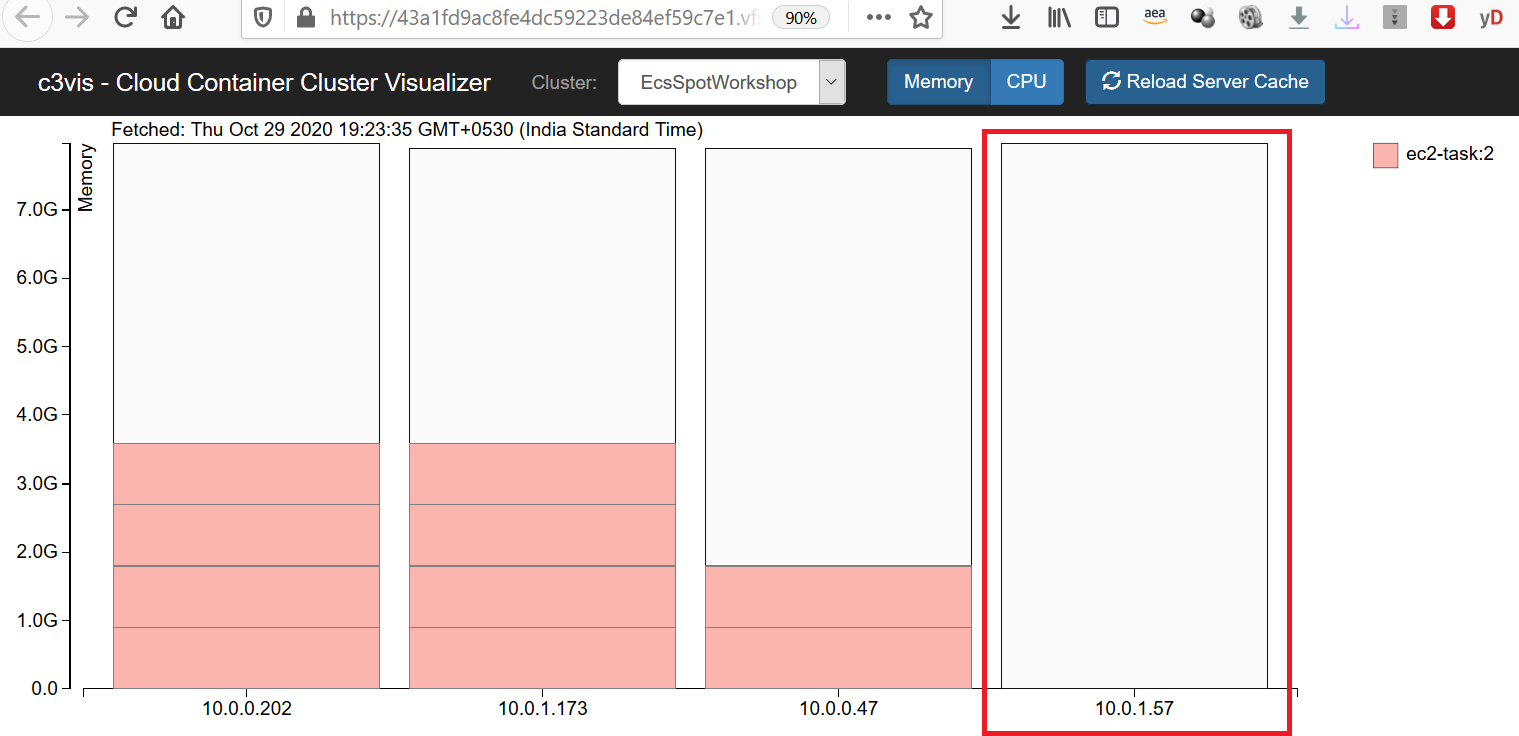 https://43a1fd9ac8fe4dc59223de84ef59c7e1.vfs 90% aea yD
c3vis - Cloud Container Cluster Visualizer Cluster: EcsSpotWorkshop Memory CPU Reload Server Cache
Fetched: Thu Oct 29 2020 19:23:35 GMT+0530 (India Standard Time)
Memory
ec2-task:2
7.0G
6.0G
5.0G
4.0G
3.0G
2.0G
1.0G
0.0
10.0.0.202 10.0.1.173 10.0.0.47 10.0.1.57